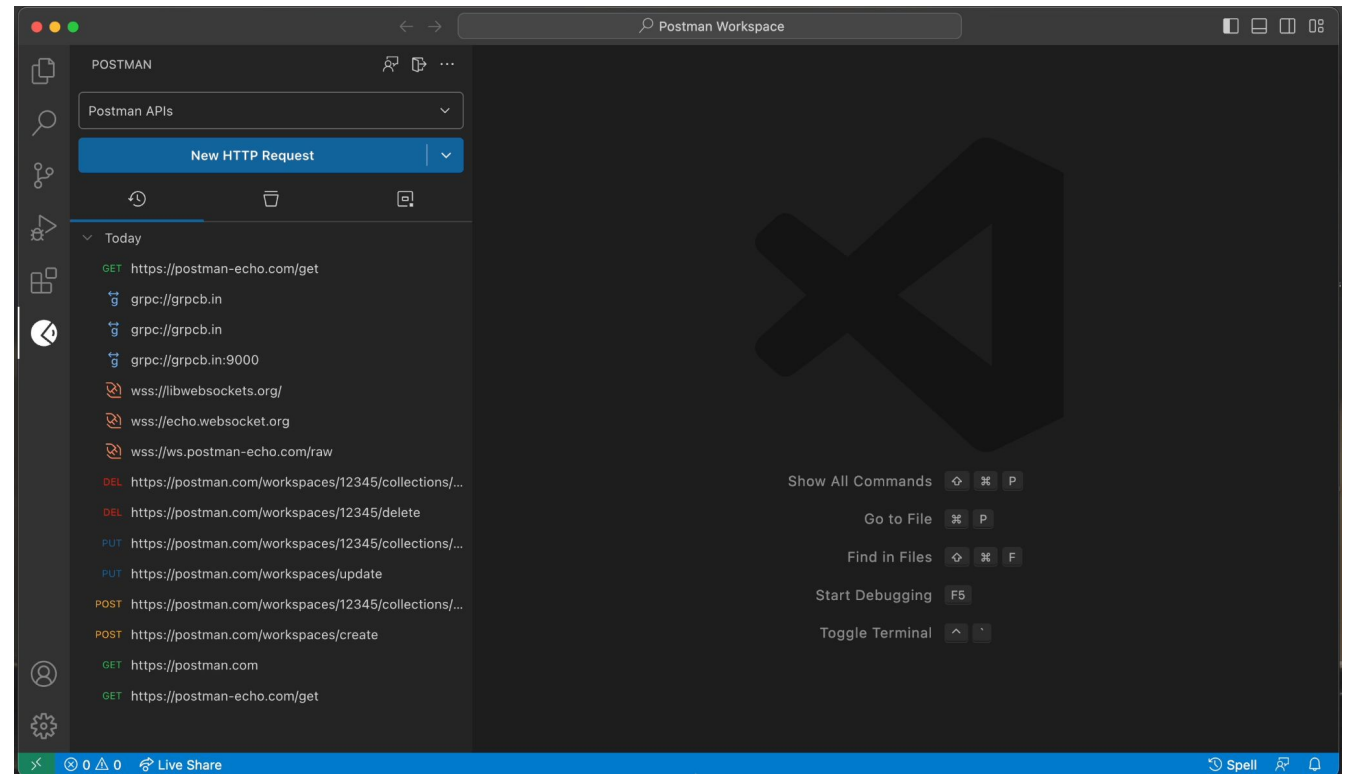 Postman Workspace
POSTMAN
Postman APIs
New HTTP Request
Today
GET https://postman-echo.com/get
grpc://grpcb.in
grpc://grpcb.in
grpc://grpcb.in:9000
wss://libwebsockets.org/
wss://echo.websocket.org
wss://ws.postman-echo.com/raw
DEL https://postman.com/workspaces/12345/collections/...
DEL https://postman.com/workspaces/12345/delete
PUT https://postman.com/workspaces/12345/collections/...
PUT https://postman.com/workspaces/update
POST https://postman.com/workspaces/12345/collections/...
POST https://postman.com/workspaces/create
GET https://postman.com
GET https://postman-echo.com/get
Show All Commands ⇧ ⌘ P
Go to File ⌘ P
Find in Files ⇧ ⌘ F
Start Debugging F5
Toggle Terminal ^ `
0 0 Live Share
Spell